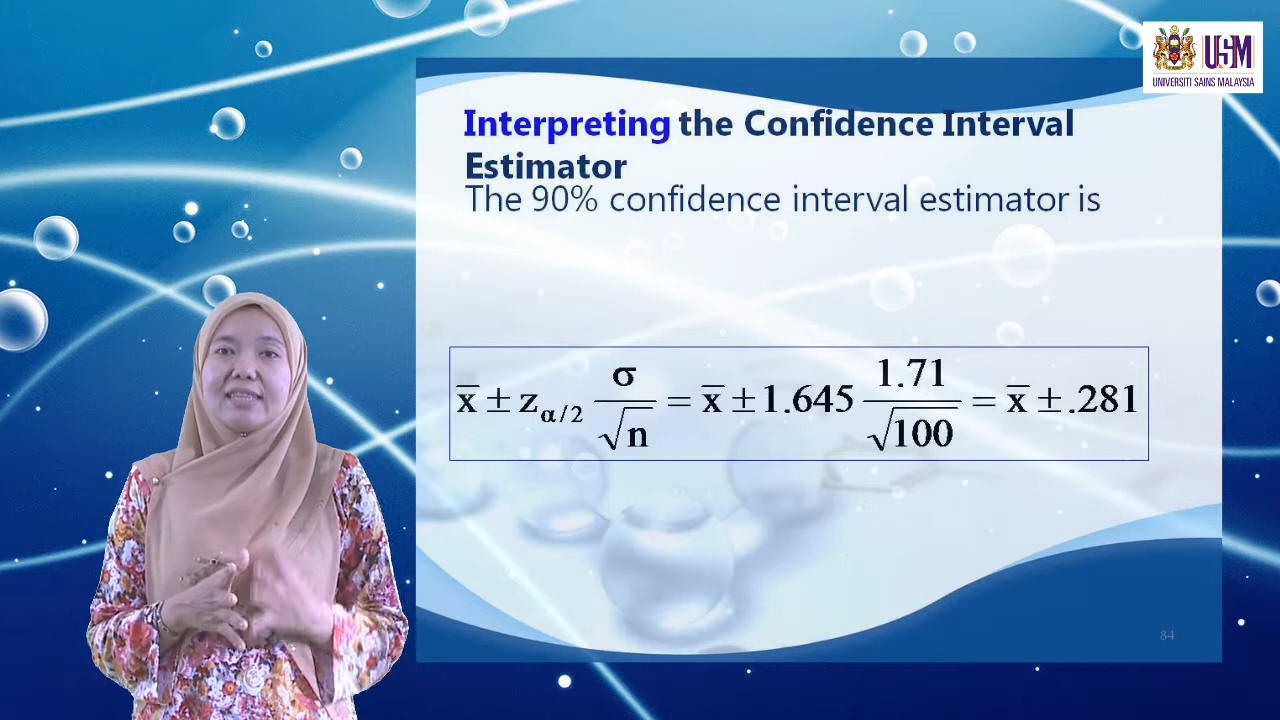 USM
UNIVERSITI SAINS MALAYSIA
Interpreting the Confidence Interval
Estimator
The 90% confidence interval estimator is
x̄ ± z_α/2 σ/√n = x̄ ± 1.645 1.71/√100 = x̄ ± .281
84